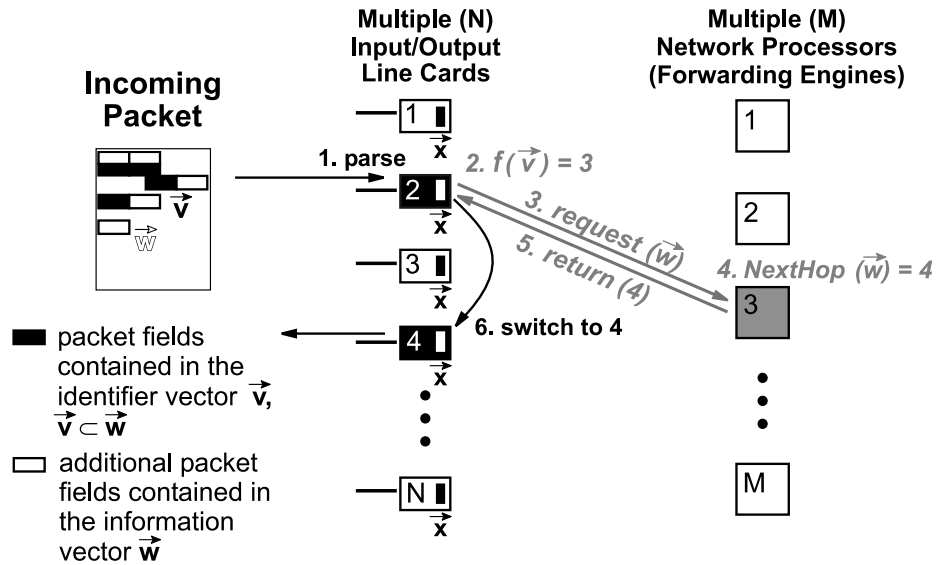 Multiple (N)
Input/Output
Line Cards
Multiple (M)
Network Processors
(Forwarding Engines)
Incoming
Packet
v
w
1. parse
1
x
2
x
3
x
4
x
N
x
2. f(v) = 3
3. request (w)
5. return (4)
4. NextHop (w) = 4
6. switch to 4
1
2
3
M
packet fields
contained in the
identifier vector v,
v ⊂ w
additional packet
fields contained in
the information
vector w